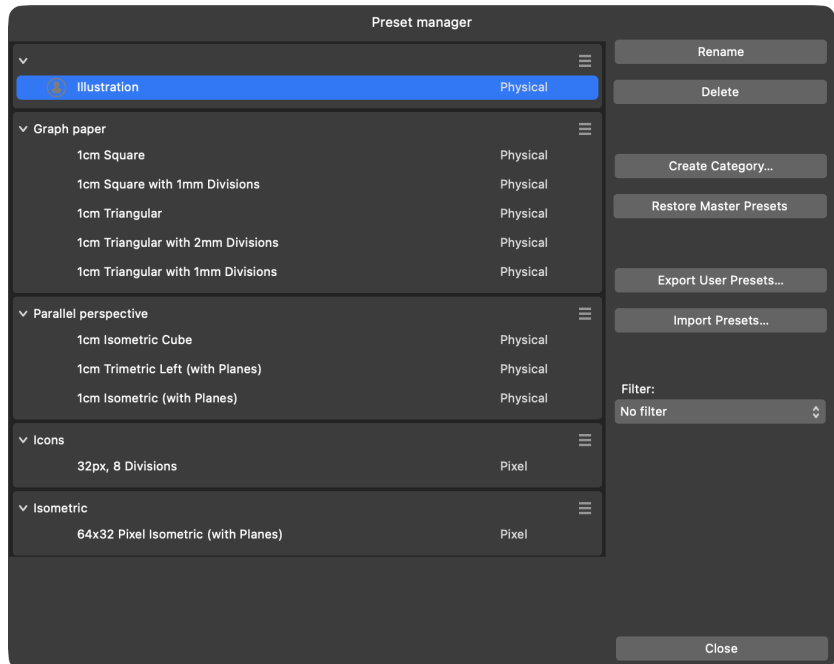 Preset manager
Illustration Physical
Graph paper
1cm Square Physical
1cm Square with 1mm Divisions Physical
1cm Triangular Physical
1cm Triangular with 2mm Divisions Physical
1cm Triangular with 1mm Divisions Physical
Parallel perspective
1cm Isometric Cube Physical
1cm Trimetric Left (with Planes) Physical
1cm Isometric (with Planes) Physical
Icons
32px, 8 Divisions Pixel
Isometric
64x32 Pixel Isometric (with Planes) Pixel
Rename
Delete
Create Category...
Restore Master Presets
Export User Presets...
Import Presets...
Filter:
No filter
Close